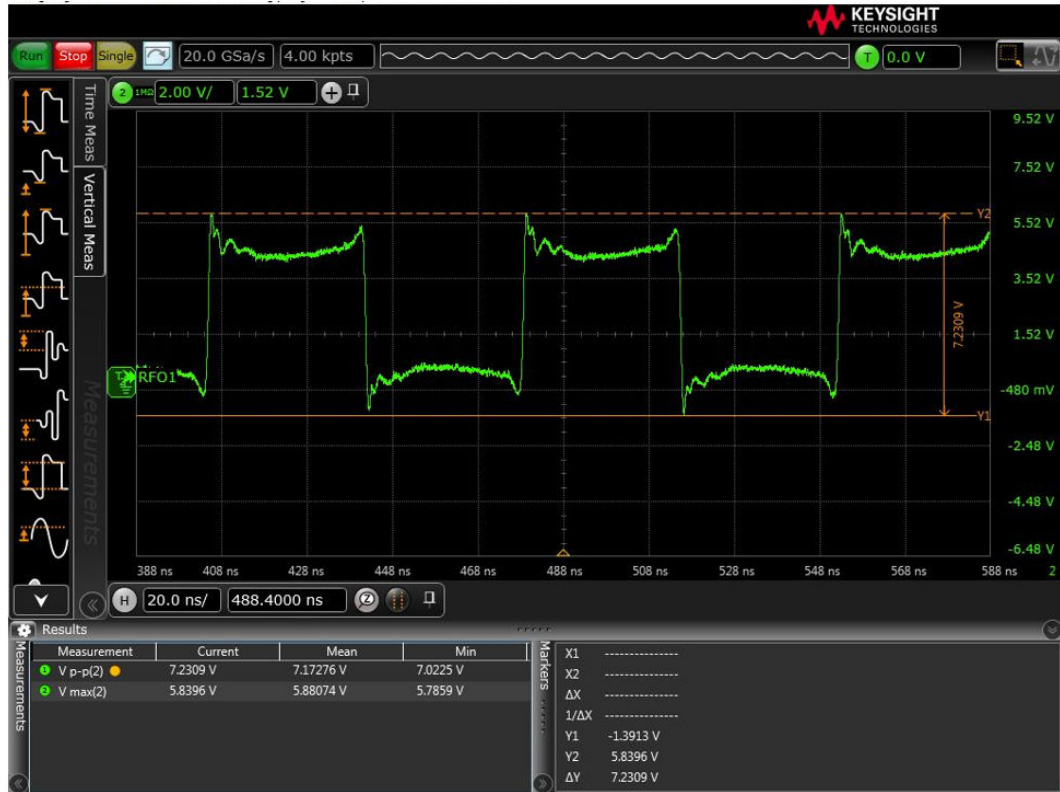 KEYSIGHT
TECHNOLOGIES
Run Stop Single 20.0 GSa/s 4.00 kpts T 0.0 V
Time Meas
Vertical Meas
Measurements
2 1MΩ 2.00 V/ 1.52 V +
9.52 V
7.52 V
5.52 V
3.52 V
1.52 V
-480 mV
-2.48 V
-4.48 V
-6.48 V
Y2
7.2309 V
Y1
RFO1
388 ns 408 ns 428 ns 448 ns 468 ns 488 ns 508 ns 528 ns 548 ns 568 ns 588 ns 2
H 20.0 ns/ 488.4000 ns Z
Results
Measurements
Measurement Current Mean Min
1 V p-p(2) 7.2309 V 7.17276 V 7.0225 V
2 V max(2) 5.8396 V 5.88074 V 5.7859 V
Markers
X1 ---------------
X2 ---------------
ΔX ---------------
1/ΔX ---------------
Y1 -1.3913 V
Y2 5.8396 V
ΔY 7.2309 V